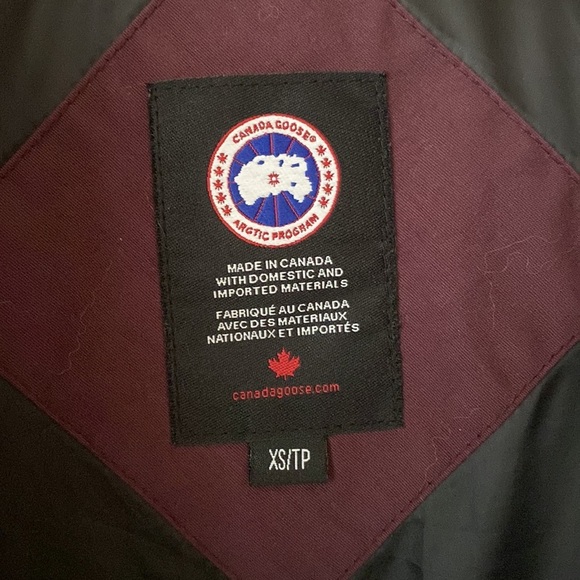 CANADA GOOSE®
ARCTIC PROGRAM
MADE IN CANADA
WITH DOMESTIC AND
IMPORTED MATERIALS
FABRIQUÉ AU CANADA
AVEC DES MATERIAUX
NATIONAUX ET IMPORTÉS
canadagoose.com
XS/TP